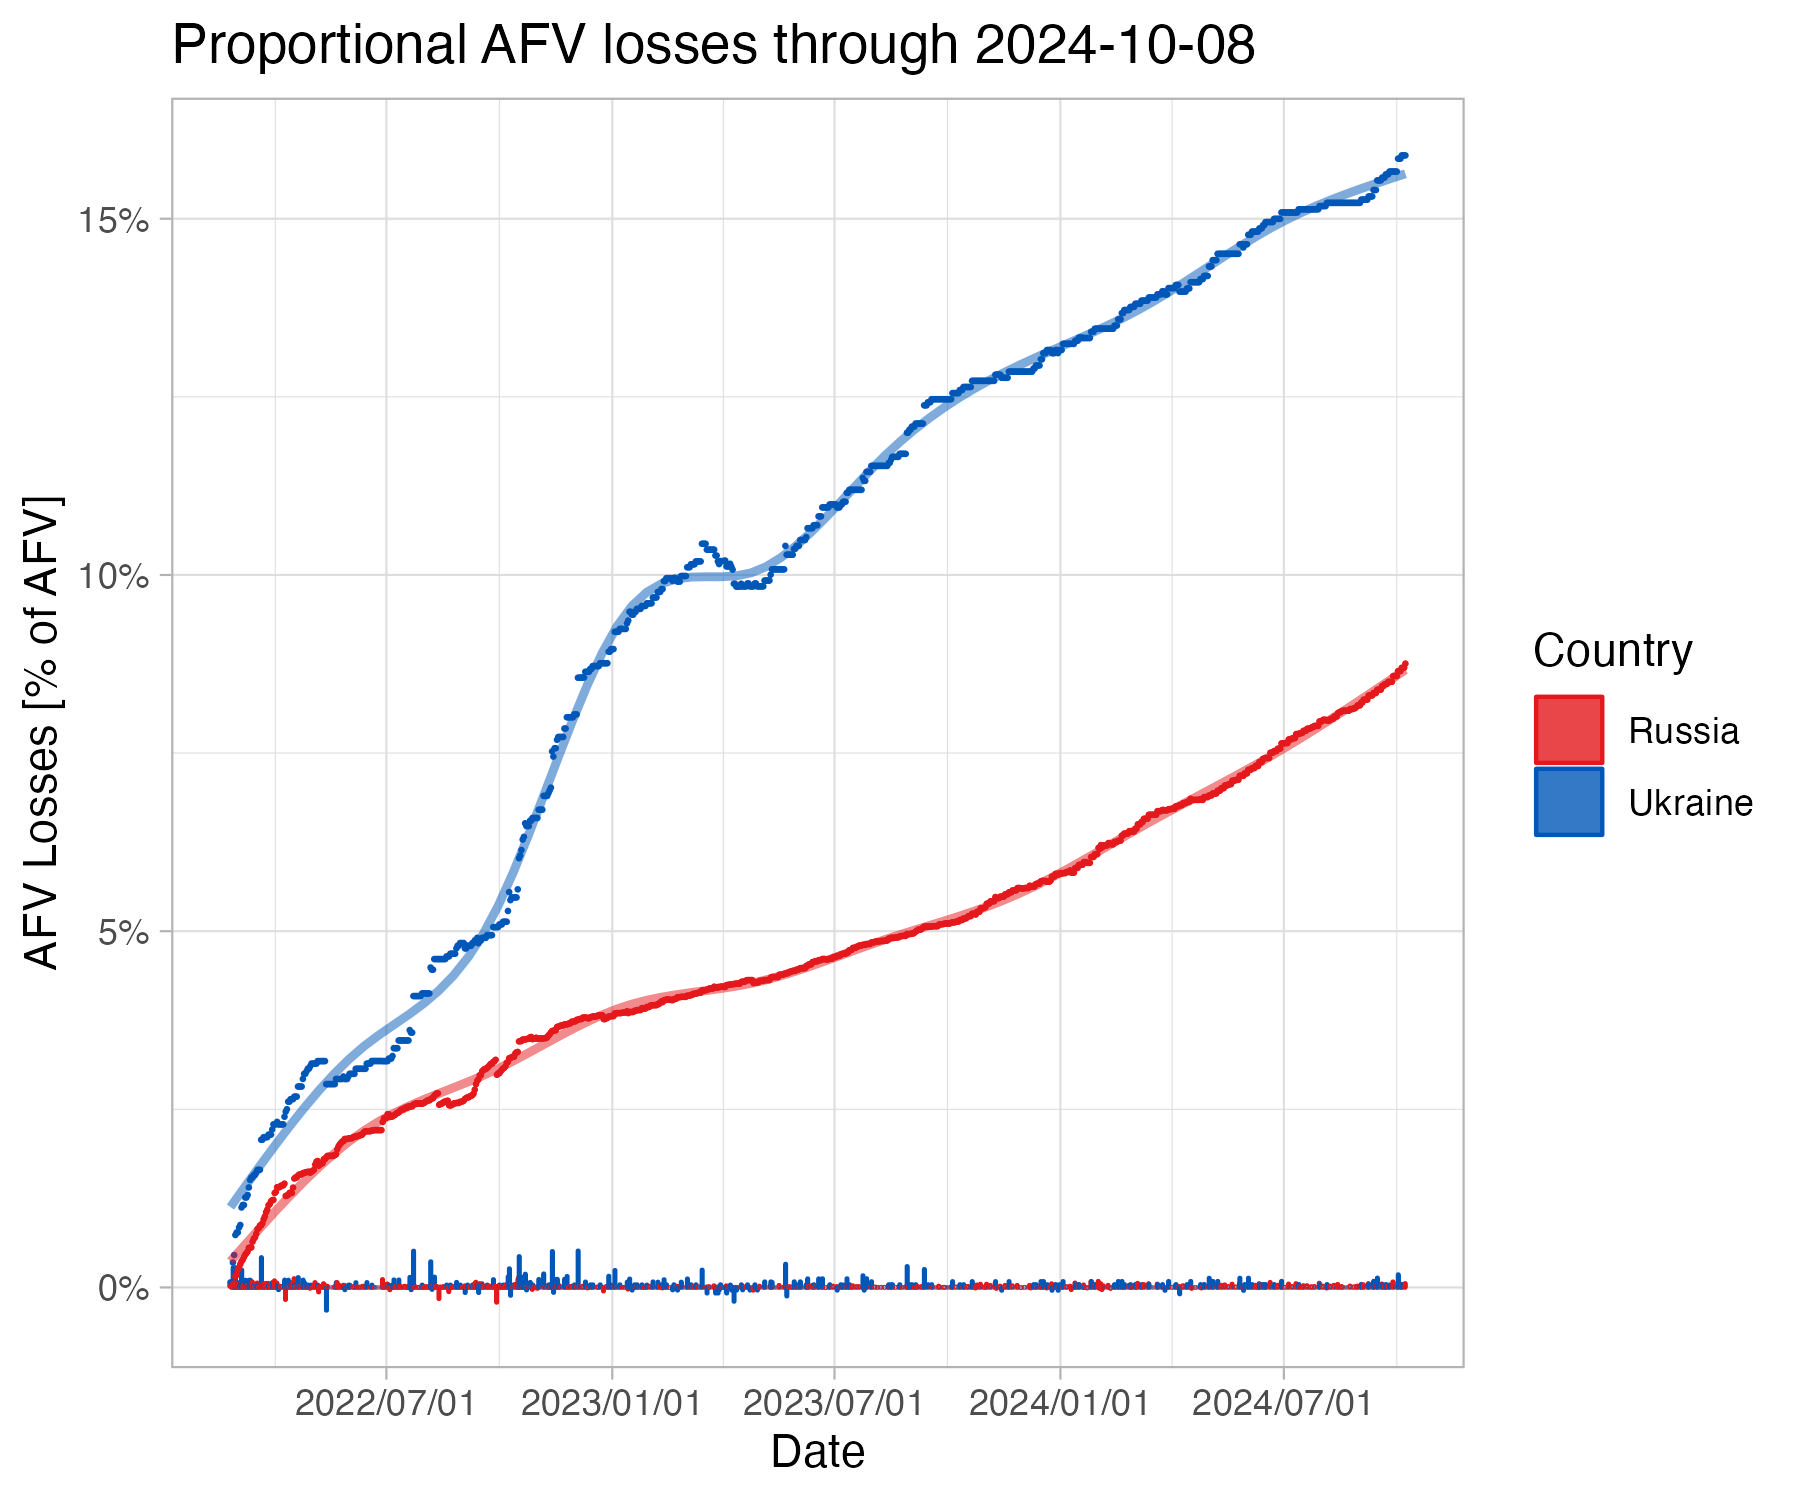 Proportional AFV losses through 2024-10-08
AFV Losses [% of AFV]
15%
10%
5%
0%
2022/07/01
2023/01/01
2023/07/01
2024/01/01
2024/07/01
Date
Country
Russia
Ukraine